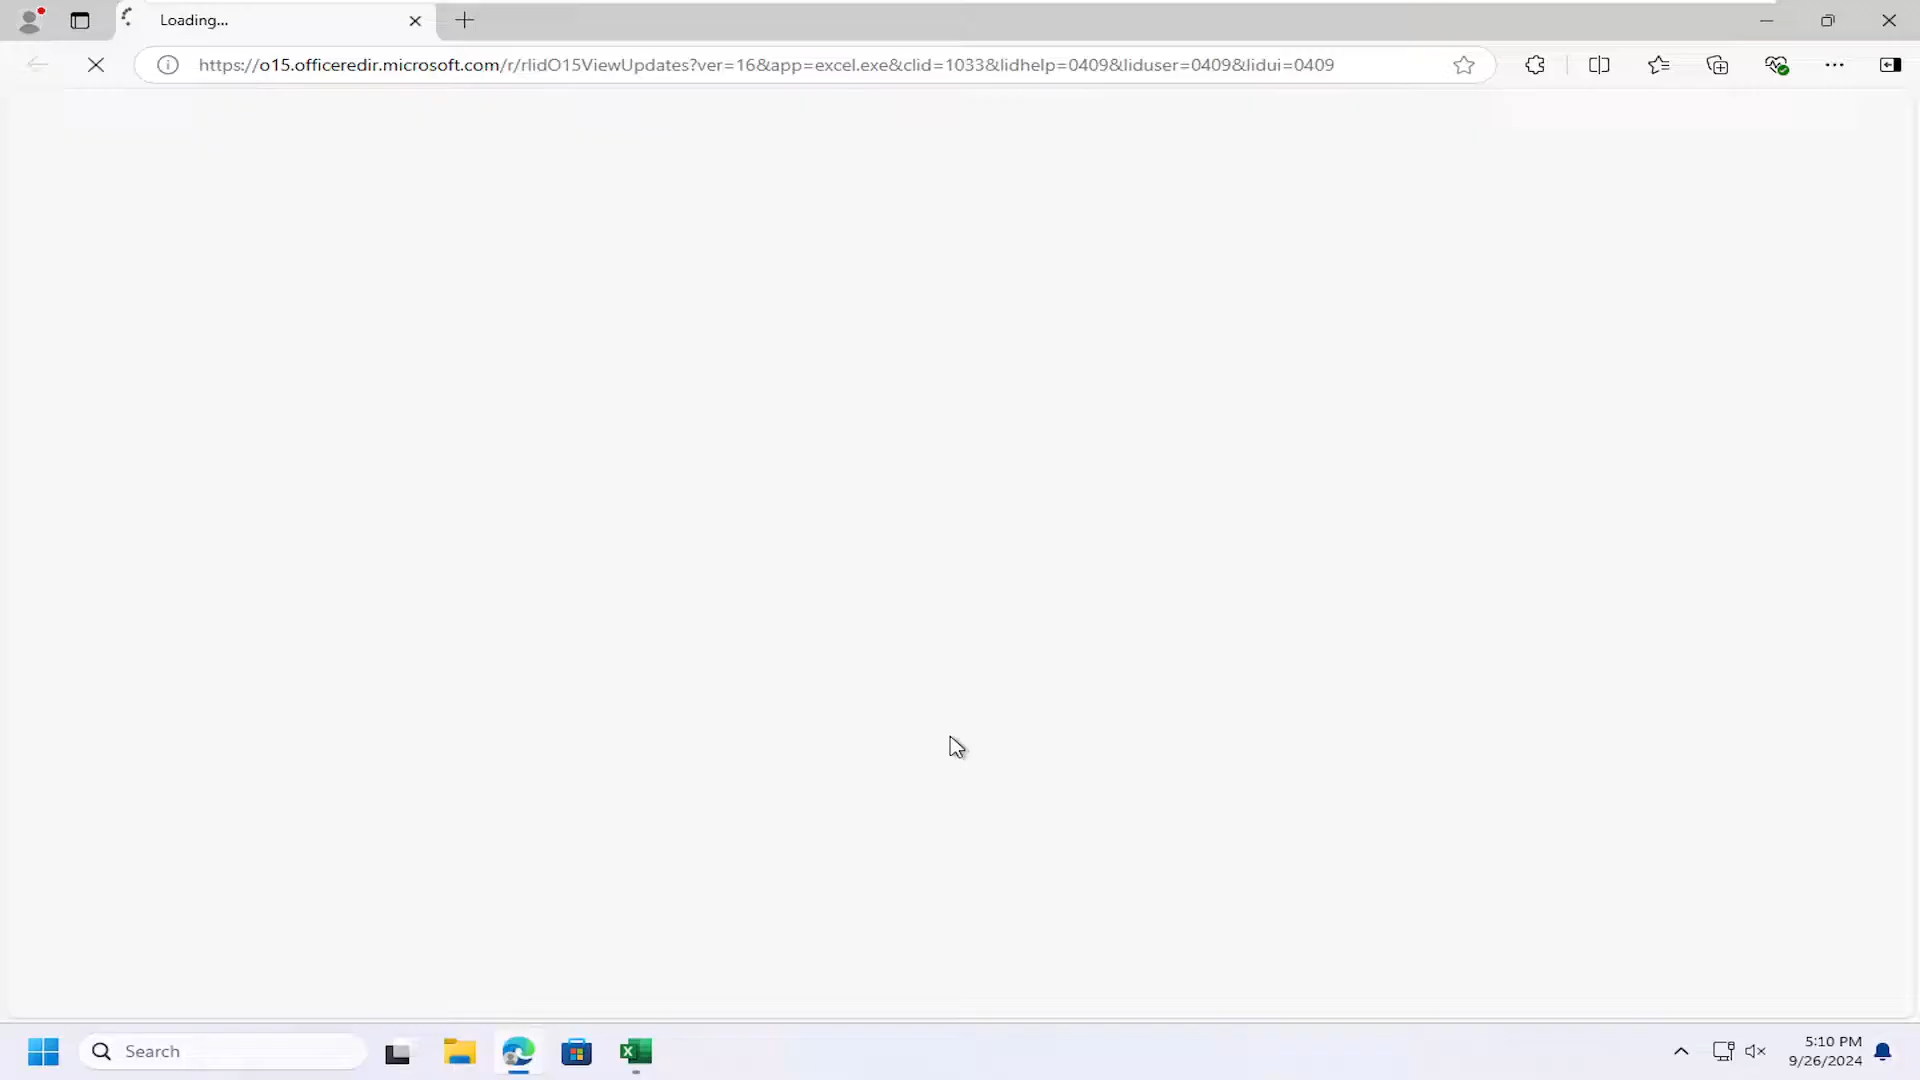 Loading...
https://o15.officeredir.microsoft.com/r/rlidO15ViewUpdates?ver=16&app=excel.exe&clid=1033&lidhelp=0409&liduser=0409&lidui=0409
Search
5:10 PM
9/26/2024